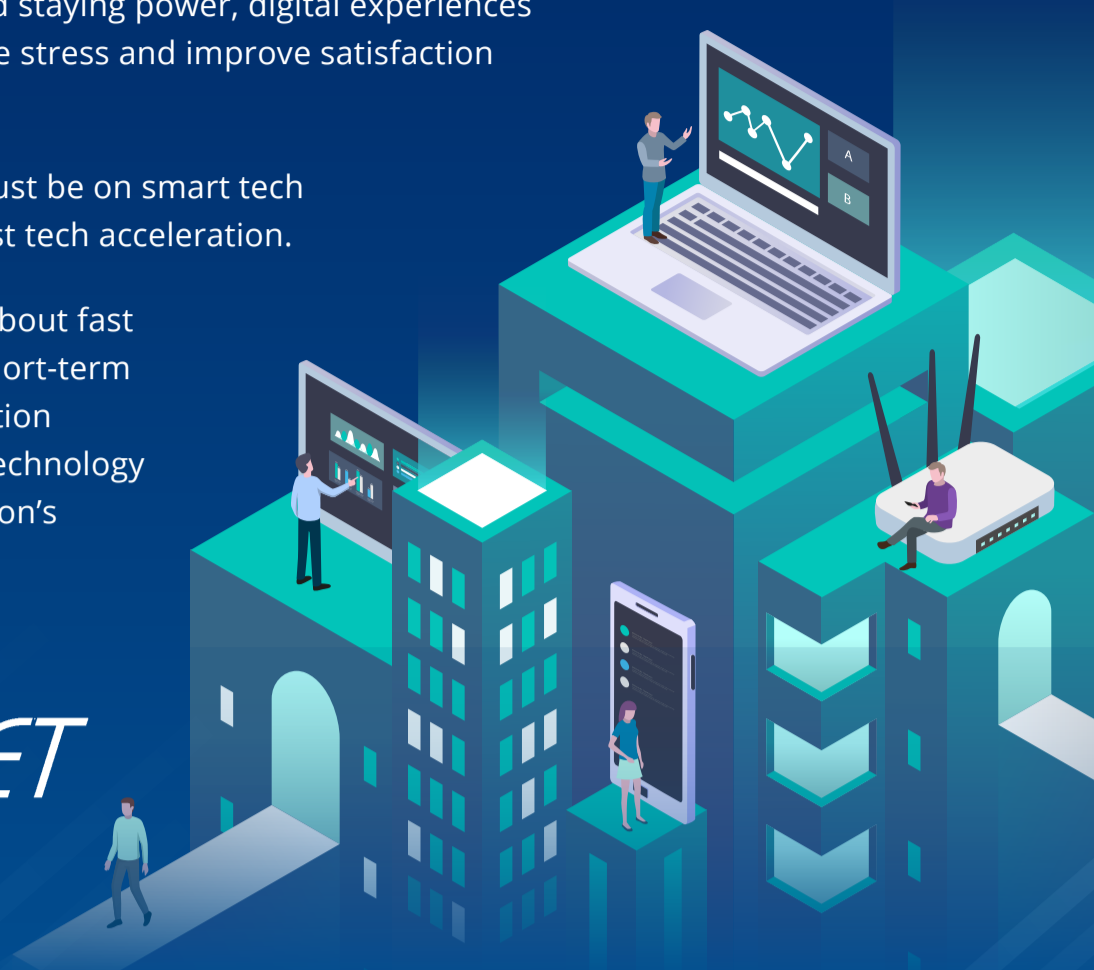 d staying power, digital experiences
e stress and improve satisfaction
ust be on smart tech
st tech acceleration.
bout fast
ort-term
tion
echnology
on's
A
B
ET